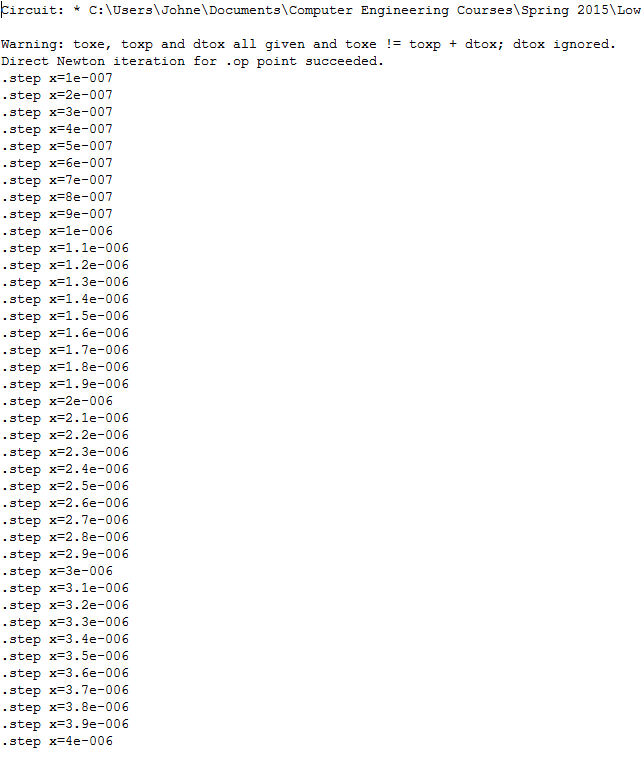 Circuit: * C:\Users\Johne\Documents\Computer Engineering Courses\Spring 2015\Low
Warning: toxe, toxp and dtox all given and toxe != toxp + dtox; dtox ignored.
Direct Newton iteration for .op point succeeded.
.step x=1e-007
.step x=2e-007
.step x=3e-007
.step x=4e-007
.step x=5e-007
.step x=6e-007
.step x=7e-007
.step x=8e-007
.step x=9e-007
.step x=1e-006
.step x=1.1e-006
.step x=1.2e-006
.step x=1.3e-006
.step x=1.4e-006
.step x=1.5e-006
.step x=1.6e-006
.step x=1.7e-006
.step x=1.8e-006
.step x=1.9e-006
.step x=2e-006
.step x=2.1e-006
.step x=2.2e-006
.step x=2.3e-006
.step x=2.4e-006
.step x=2.5e-006
.step x=2.6e-006
.step x=2.7e-006
.step x=2.8e-006
.step x=2.9e-006
.step x=3e-006
.step x=3.1e-006
.step x=3.2e-006
.step x=3.3e-006
.step x=3.4e-006
.step x=3.5e-006
.step x=3.6e-006
.step x=3.7e-006
.step x=3.8e-006
.step x=3.9e-006
.step x=4e-006